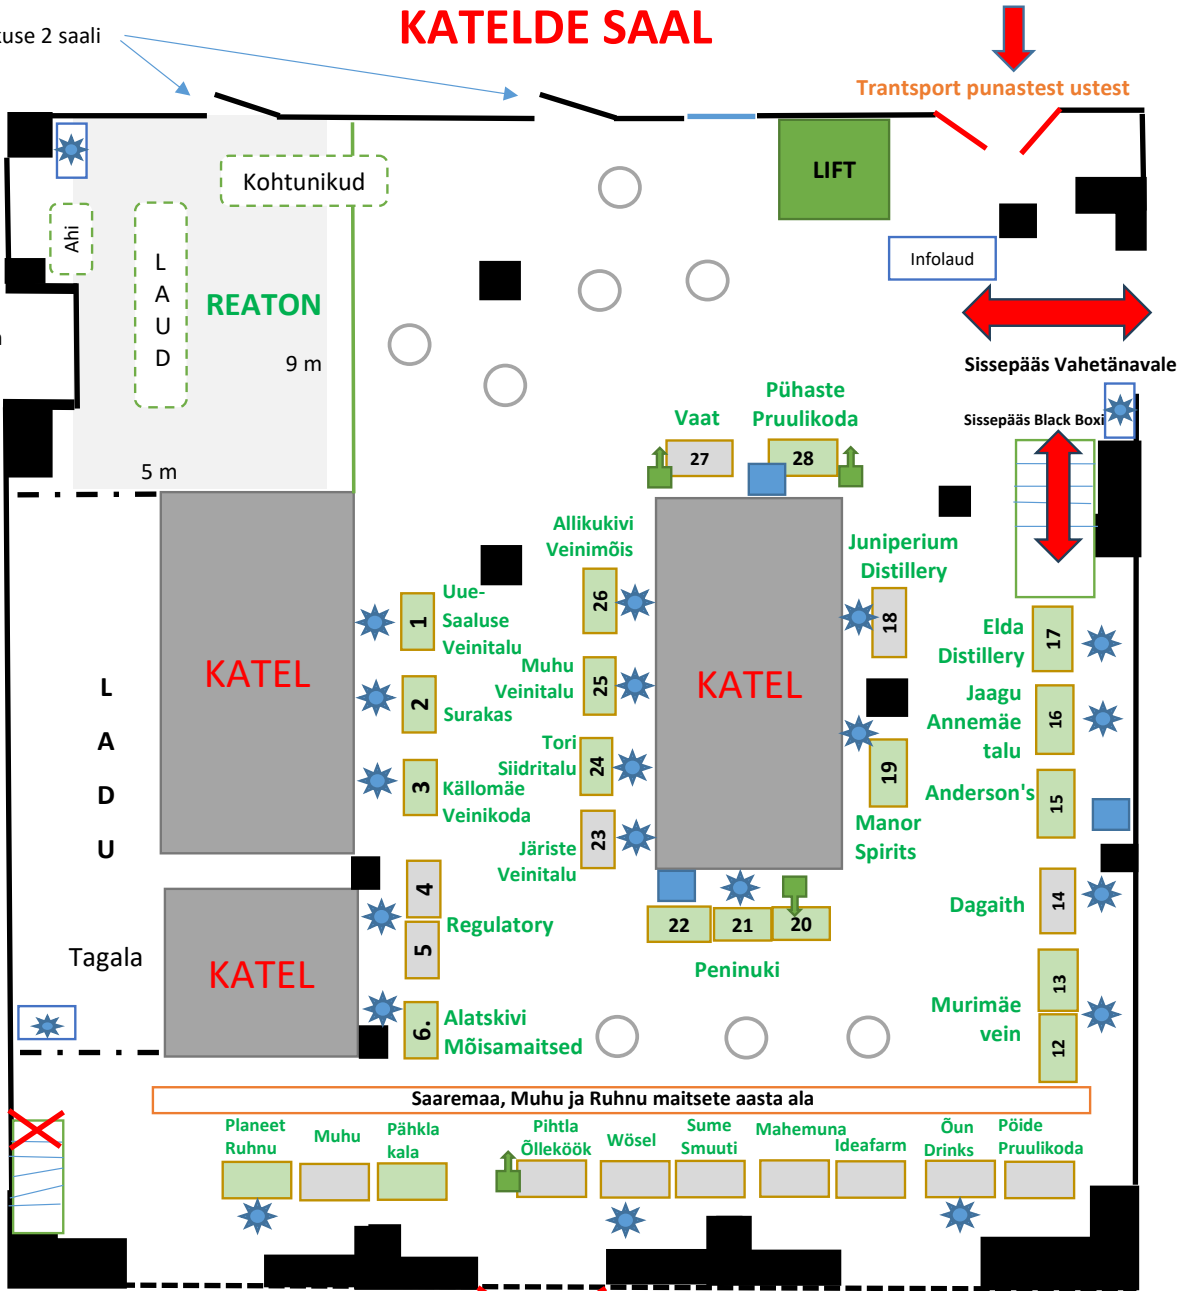 KATELDE SAAL
2 saali
Trantsport punastest ustest
LIFT
Kohtunikud
Ahi
L
A
U
D
REATON
9 m
5 m
Infolaud
Sissepääs Vahetänavale
Sissepääs Black Boxi
Vaat
27
Pühaste
Pruulikoda
28
KATEL
KATEL
KATEL
L
A
D
U
Tagala
Uue-
Saaluse
Veinitalu
1
2
Surakas
3
Källomäe
Veinikoda
4
5
Regulatory
6.
Alatskivi
Mõisamaitsed
Allikukivi
Veinimõis
26
Muhu
Veinitalu
25
Tori
Siidritalu
24
23
Järiste
Veinitalu
22
21
20
Peninuki
Juniperium
Distillery
18
19
Manor
Spirits
Elda
Distillery
17
Jaagu
Annemäe
talu
16
Anderson's
15
Dagaith
14
Murimäe
vein
13
12
Saaremaa, Muhu ja Ruhnu maitsete aasta ala
Planeet
Ruhnu
Muhu
Pähkla
kala
Pihtla
Õlleköök
Wösel
Sume
Smuuti
Mahemuna
Ideafarm
Õun
Drinks
Pöide
Pruulikoda